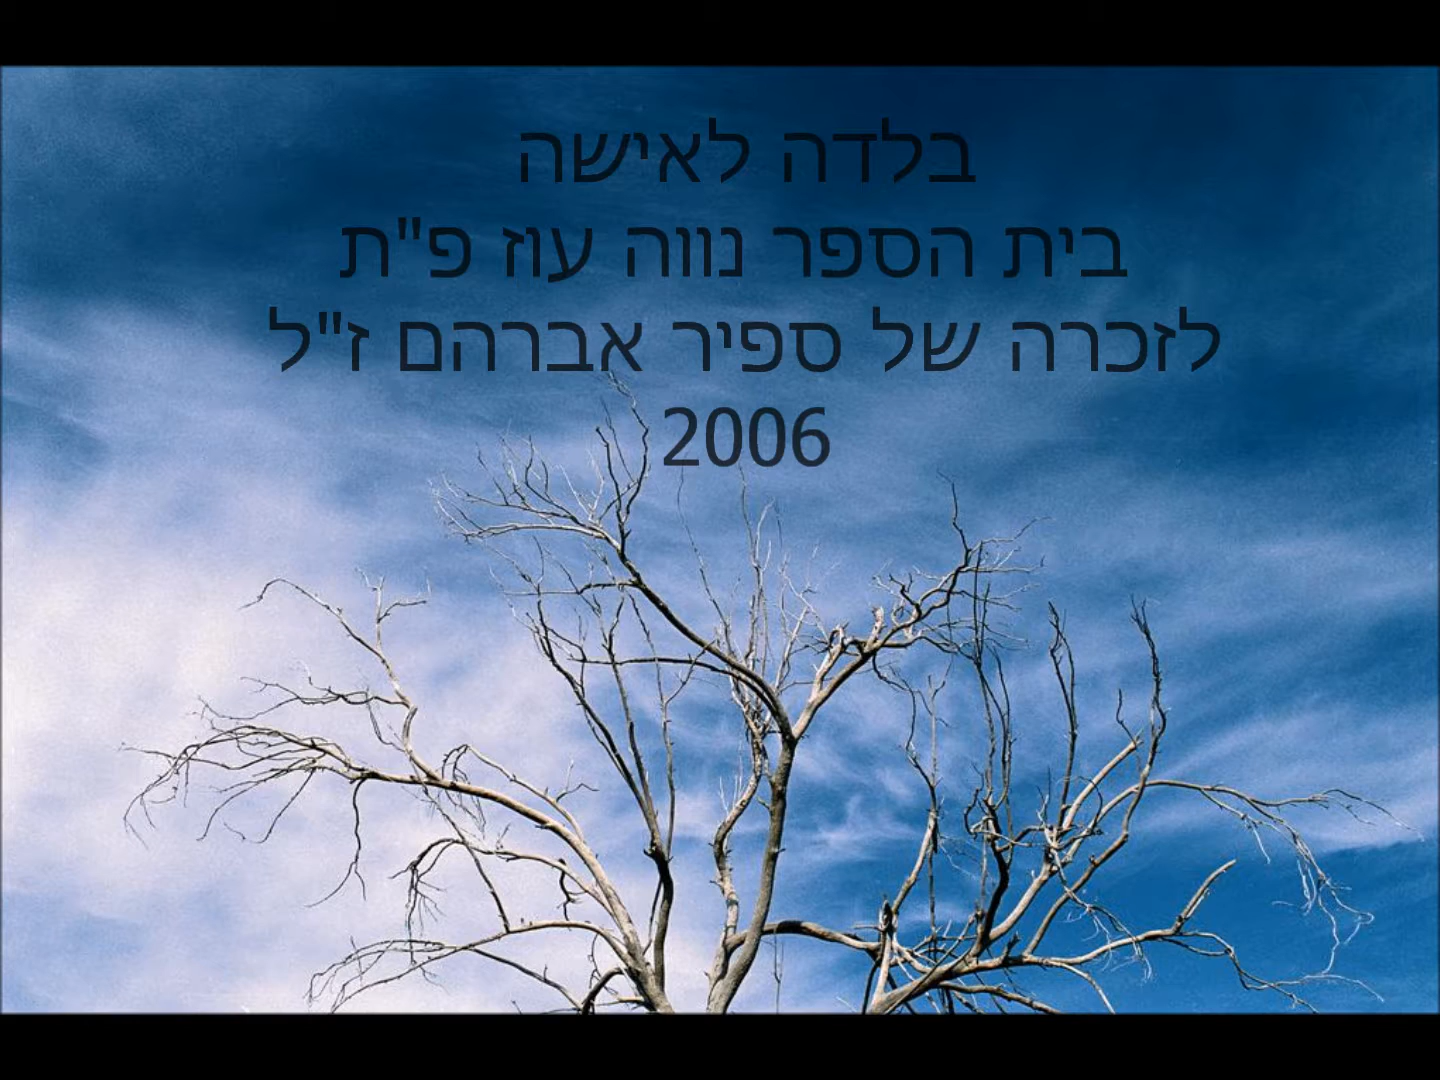 בלדה לאישה
בית הספר נווה עוז פ"ת
לזכרה של ספיר אברהם ז"ל
2006